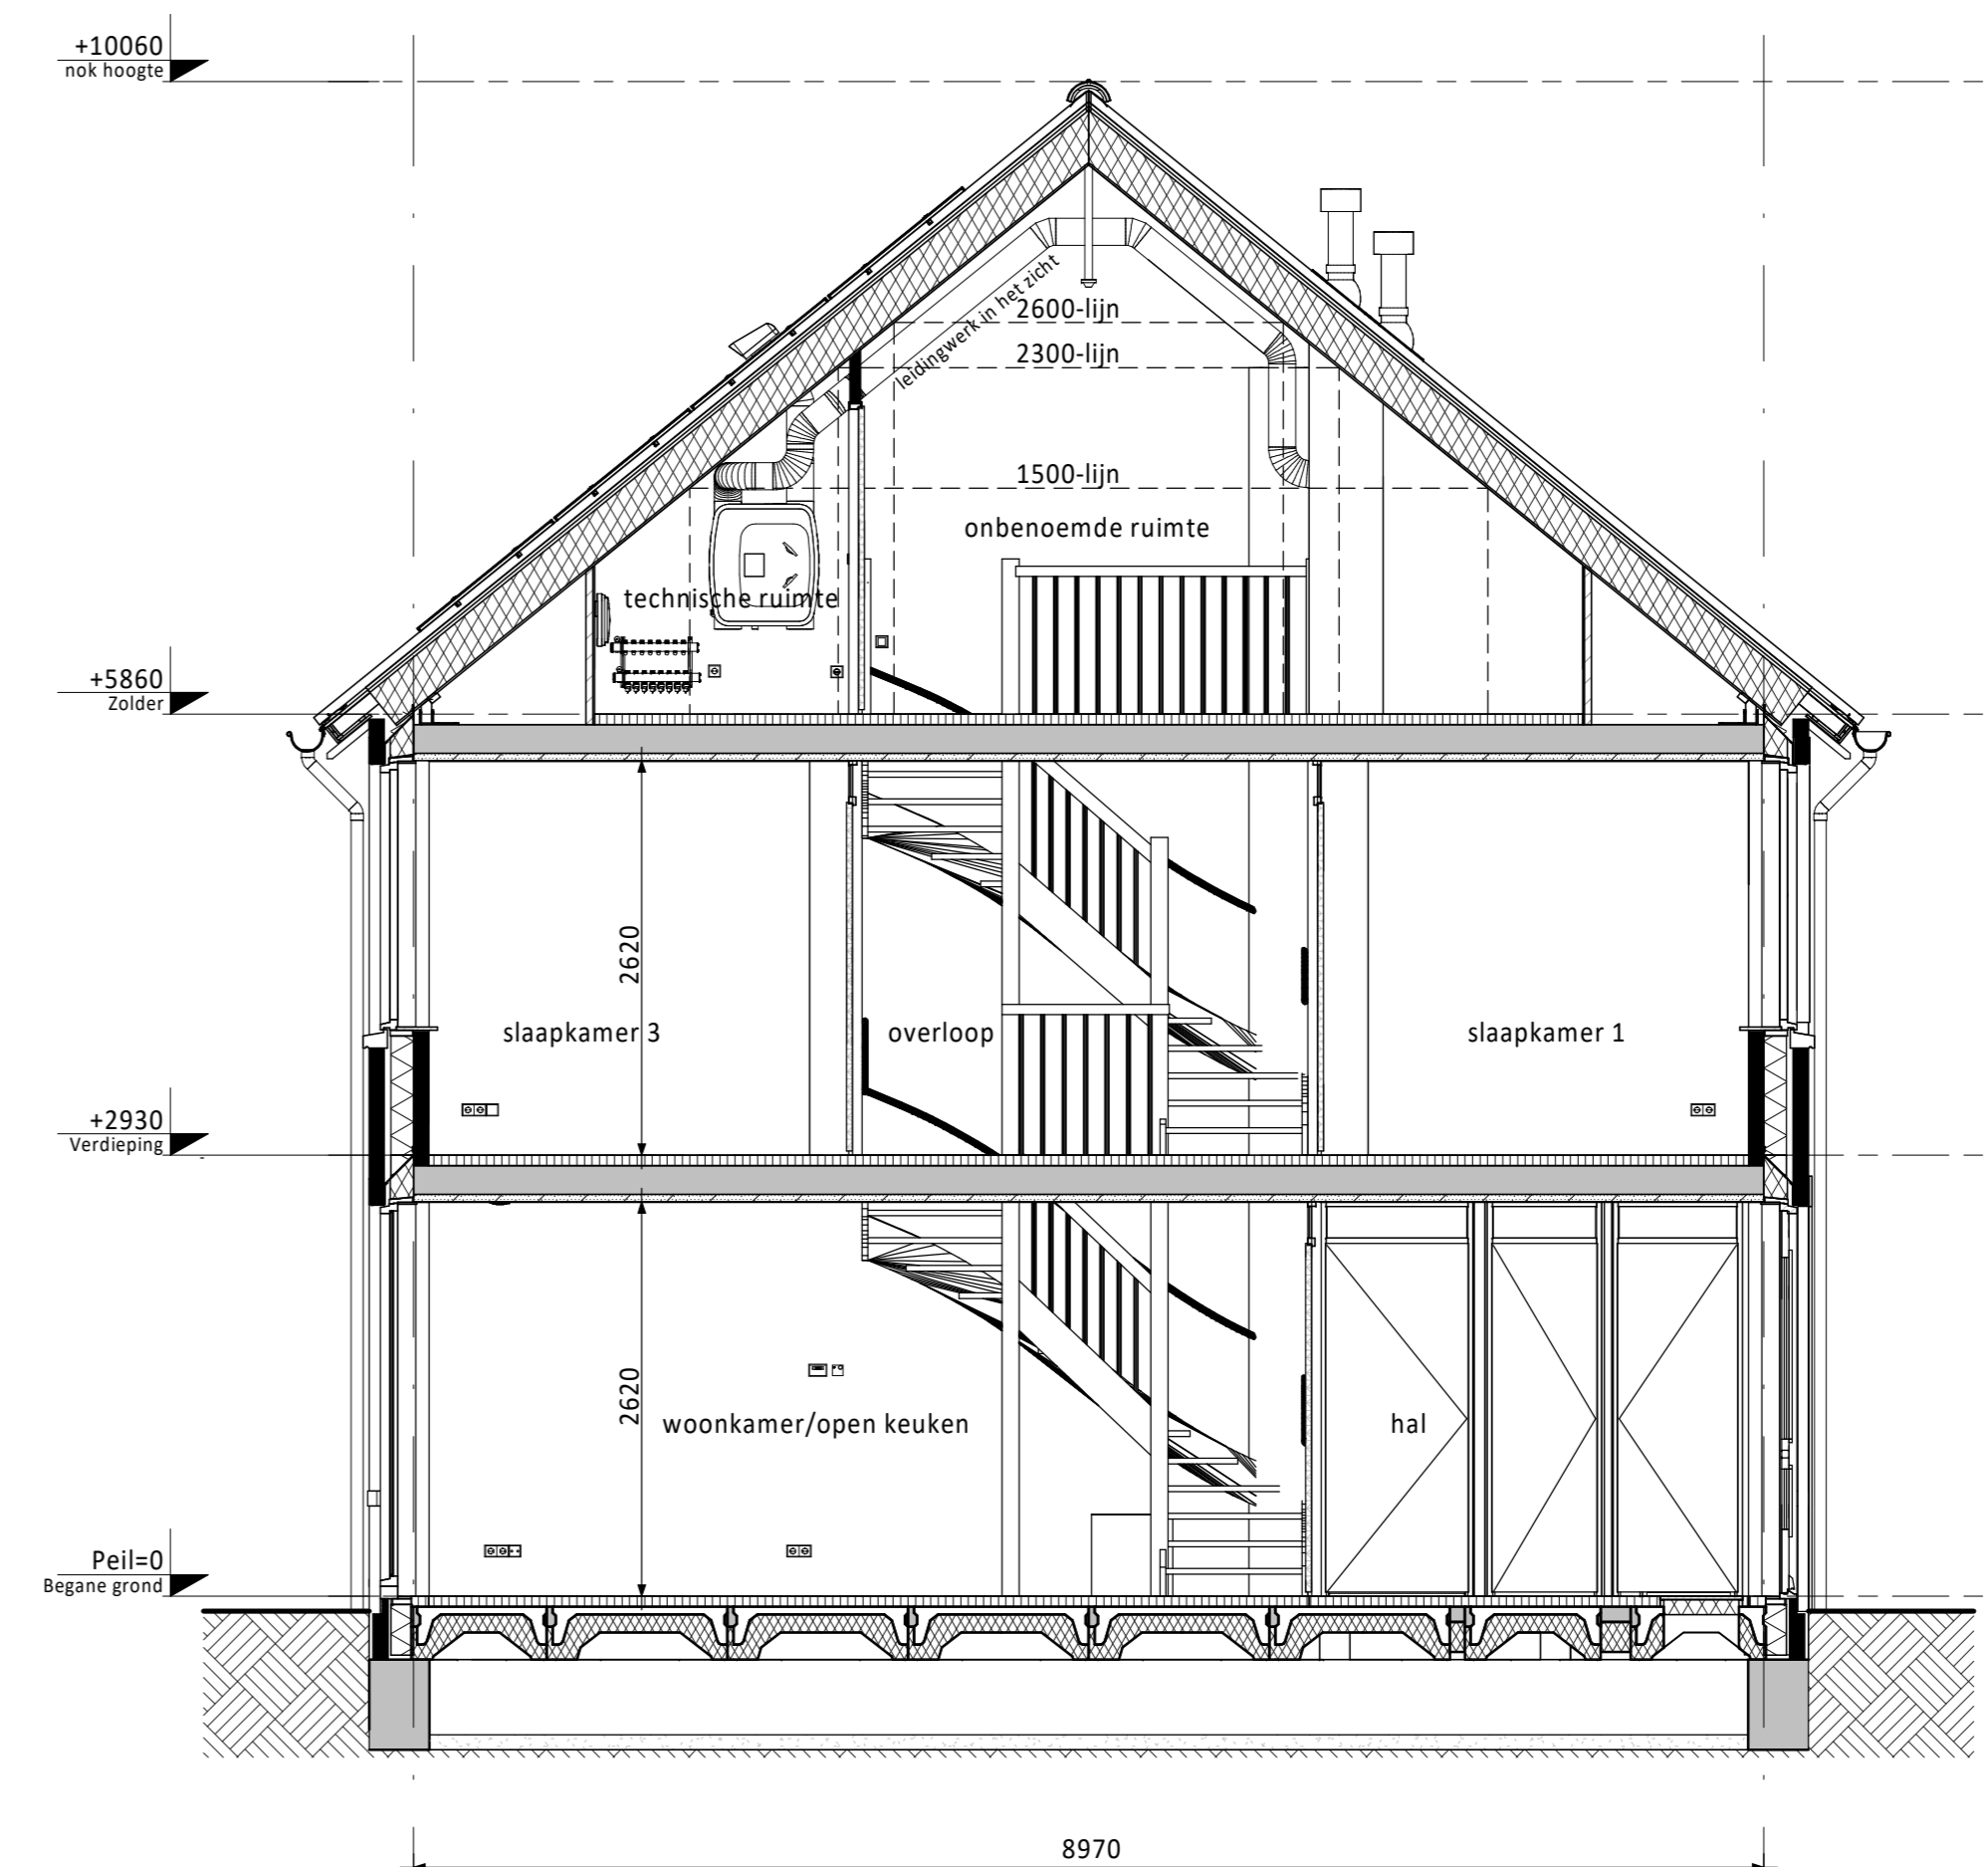 +10060
nok hoogte
leidingwerk in het zicht
2600-lijn
2300-lijn
1500-lijn
onbenoemde ruimte
technische ruimte
+5860
Zolder
2620
slaapkamer 3
overloop
slaapkamer 1
+2930
Verdieping
2620
woonkamer/open keuken
hal
Peil=0
Begane grond
8970